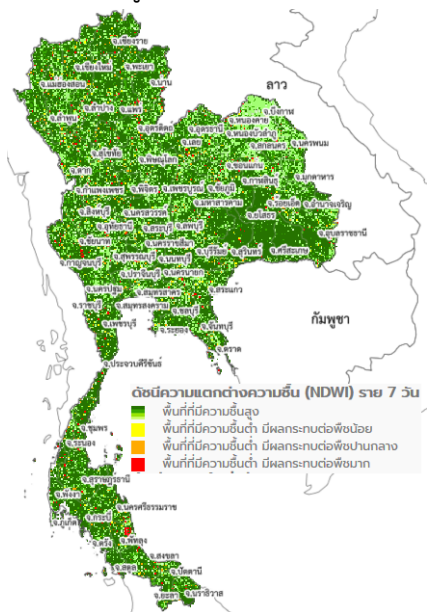 จ.เชียงราย
จ.เชียงใหม่ จ.พะเยา
จ.แม่ฮ่องสอน จ.น่าน
จ.ลำปาง จ.แพร่
จ.ลำพูน
จ.อุตรดิตถ์ จ.เลย จ.อุดรธานี จ.หนองคาย จ.บึงกาฬ
จ.หนองบัวลำภู
จ.สกลนคร จ.นครพนม
จ.สุโขทัย จ.พิษณุโลก จ.ขอนแก่น
จ.ตาก จ.กาฬสินธุ์ จ.มุกดาหาร
จ.กำแพงเพชร จ.พิจิตร จ.เพชรบูรณ์ จ.ชัยภูมิ
จ.มหาสารคาม จ.ร้อยเอ็ด จ.อำนาจเจริญ
จ.สิงห์บุรี จ.นครสวรรค์ จ.ยโสธร
จ.อุทัยธานี จ.สระบุรี จ.ลพบุรี
จ.ชัยนาท จ.นครราชสีมา จ.อุบลราชธานี
จ.สุพรรณบุรี จ.นนทบุรี จ.บุรีรัมย์ จ.สุรินทร์ จ.ศรีสะเกษ
จ.กาญจนบุรี จ.ปราจีนบุรี จ.นครนายก
จ.นครปฐม จ.สมุทรสาคร จ.สระแก้ว
จ.ราชบุรี จ.สมุทรสงคราม จ.ชลบุรี
จ.เพชรบุรี จ.ระยอง จ.จันทบุรี
จ.ตราด
จ.ประจวบคีรีขันธ์
ลาว
กัมพูชา
ดัชนีความแตกต่างความชื้น (NDWI) ราย 7 วัน
พื้นที่ที่มีความชื้นสูง
พื้นที่ที่มีความชื้นต่ำ มีผลกระทบต่อพืชน้อย
พื้นที่ที่มีความชื้นต่ำ มีผลกระทบต่อพืชปานกลาง
พื้นที่ที่มีความชื้นต่ำ มีผลกระทบต่อพืชมาก
จ.ชุมพร
จ.ระนอง
จ.สุราษฎร์ธานี
จ.พังงา
จ.นครศรีธรรมราช
จ.ภูเก็ต จ.กระบี่
จ.ตรัง จ.พัทลุง
จ.สงขลา
จ.สตูล จ.ปัตตานี
จ.ยะลา จ.นราธิวาส